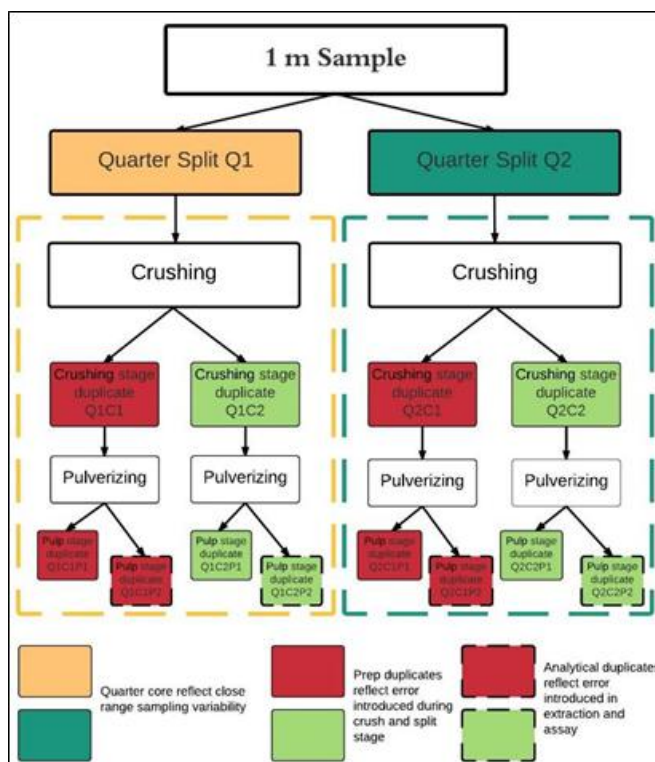 1 m Sample
Quarter Split Q1
Quarter Split Q2
Crushing
Crushing
Crushing stage
duplicate
Q1C1
Crushing stage
duplicate
Q1C2
Crushing stage
duplicate
Q2C1
Crushing stage
duplicate
Q2C2
Pulverizing
Pulverizing
Pulverizing
Pulverizing
Pulp stage
duplicate
Q1C1P1
Pulp stage
duplicate
Q1C1P2
Pulp stage
duplicate
Q1C2P1
Pulp stage
duplicate
Q1C2P2
Pulp stage
duplicate
Q2C1P1
Pulp stage
duplicate
Q2C1P2
Pulp stage
duplicate
Q2C2P1
Pulp stage
duplicate
Q2C2P2
Quarter core reflect close
range sampling variability
Prep duplicates
reflect error
introduced during
crush and split
stage
Analytical duplicates
reflect error
introduced in
extraction and
assay